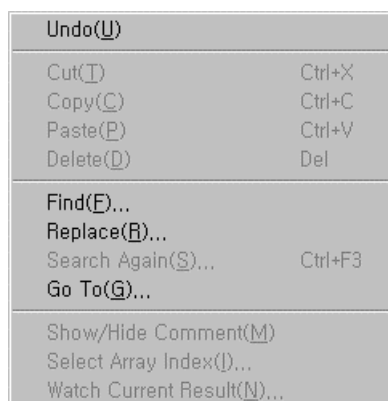 Undo(U)
Cut(T) Ctrl+X
Copy(C) Ctrl+C
Paste(P) Ctrl+V
Delete(D) Del
Find(F)...
Replace(R)...
Search Again(S)... Ctrl+F3
Go To(G)...
Show/Hide Comment(M)
Select Array Index(I)...
Watch Current Result(N)...